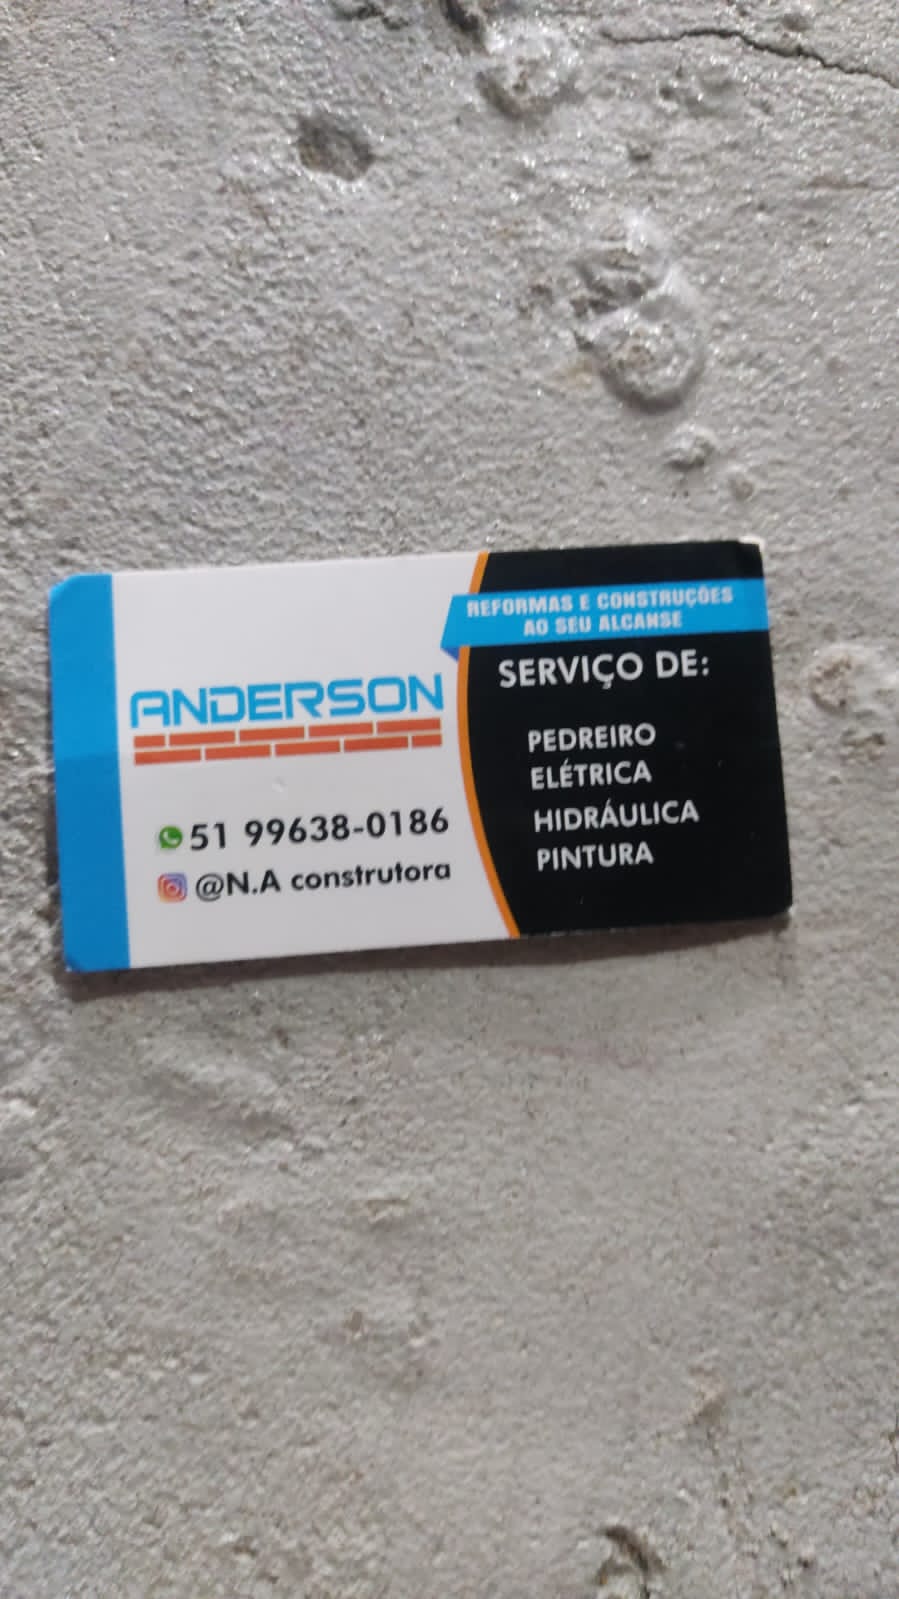 ANDERSON
51 99638-0186
@N.A construtora
REFORMAS E CONSTRUÇÕES
AO SEU ALCANSE
SERVIÇO DE:
PEDREIRO
ELÉTRICA
HIDRÁULICA
PINTURA